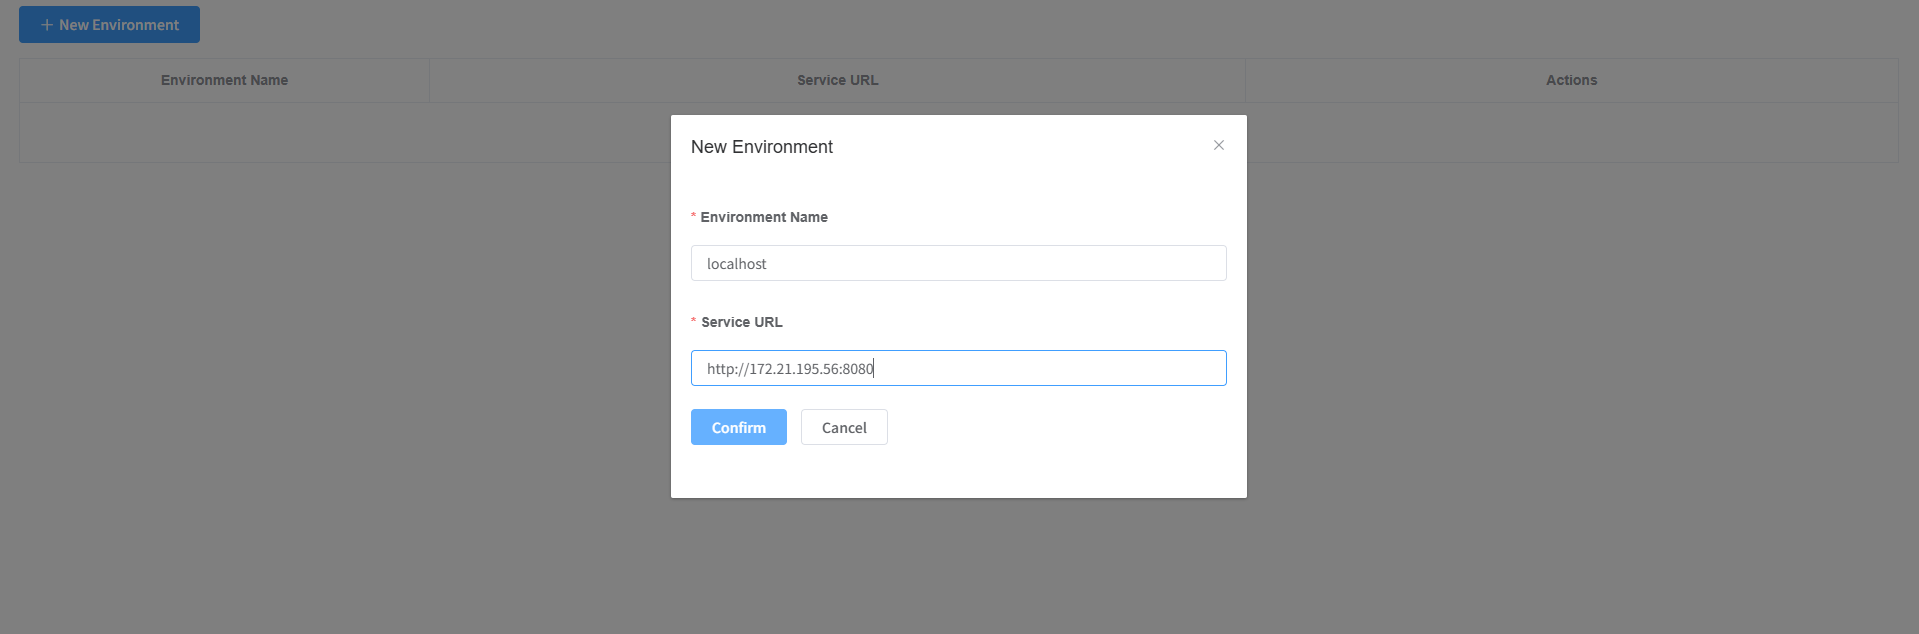 + New Environment
Environment Name Service URL Actions
New Environment
* Environment Name
localhost
* Service URL
http://172.21.195.56:8080
Confirm Cancel